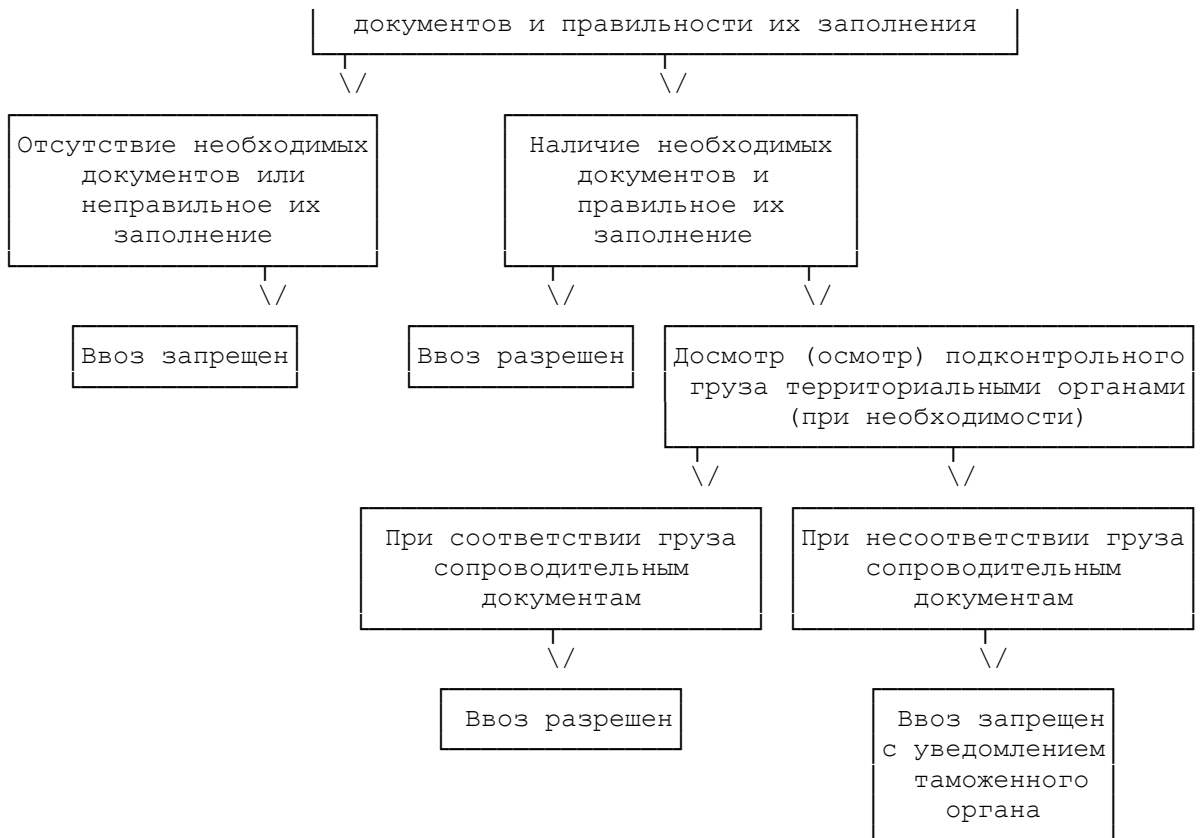 документов и правильности их заполнения
Отсутствие необходимых
документов или
неправильное их
заполнение
Наличие необходимых
документов и
правильное их
заполнение
Ввоз запрещен
Ввоз разрешен
Досмотр (осмотр) подконтрольного
груза территориальными органами
(при необходимости)
При соответствии груза
сопроводительным
документам
При несоответствии груза
сопроводительным
документам
Ввоз разрешен
Ввоз запрещен
с уведомлением
таможенного
органа